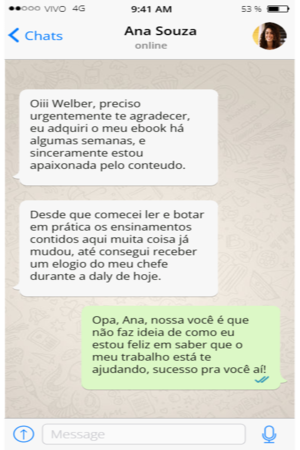 VIVO 4G 9:41 AM 53 %
Chats Ana Souza
online
Oiii Welber, preciso
urgentemente te agradecer,
eu adquiri o meu ebook há
algumas semanas, e
sinceramente estou
apaixonada pelo conteudo.
Desde que comecei ler e botar
em prática os ensinamentos
contidos aqui muita coisa já
mudou, até consegui receber
um elogio do meu chefe
durante a daly de hoje.
Opa, Ana, nossa você é que
não faz ideia de como eu
estou feliz em saber que o
meu trabalho está te
ajudando, sucesso pra você aí!
Message